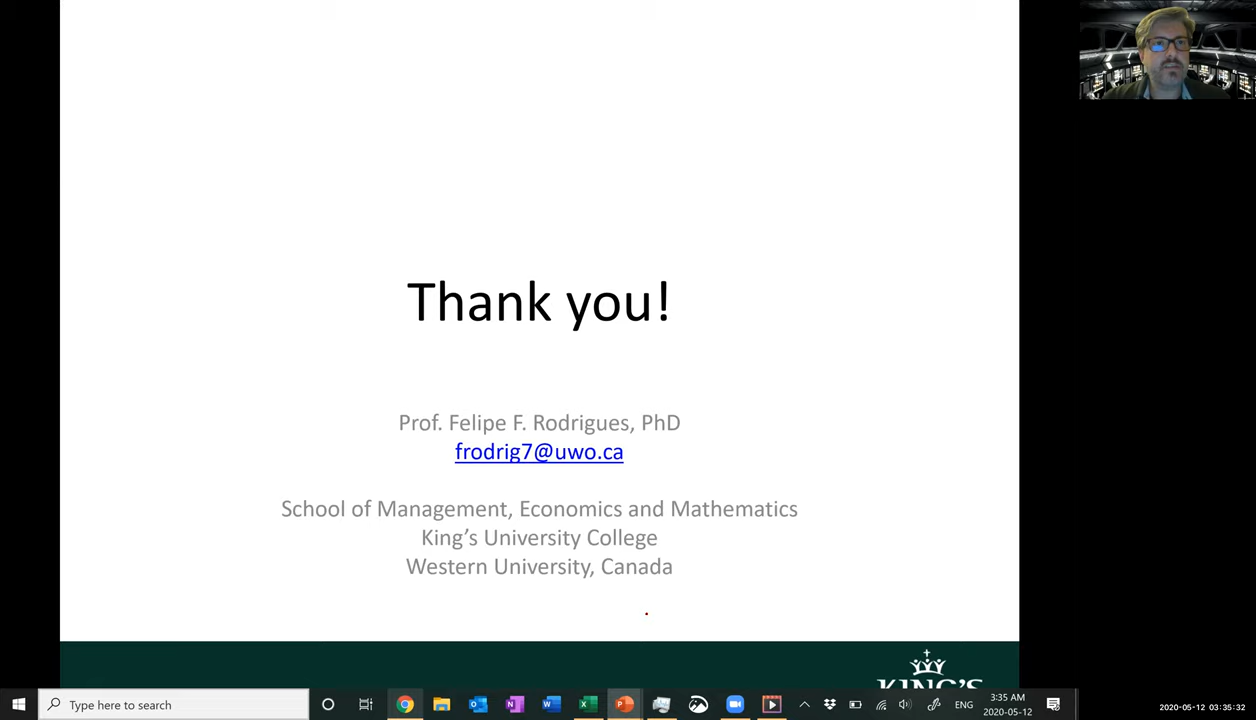 Thank you!
Prof. Felipe F. Rodrigues, PhD
frodrig7@uwo.ca
School of Management, Economics and Mathematics
King’s University College
Western University, Canada
KING'S
Type here to search
ENG
3:35 AM
2020-05-12
2020-05-12 03:35:32